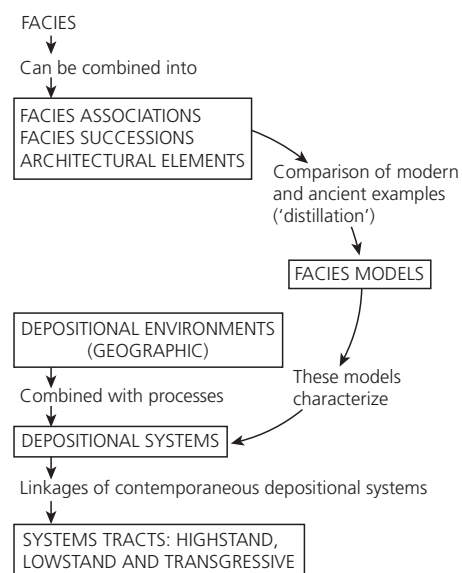 FACIES
Can be combined into
FACIES ASSOCIATIONS
FACIES SUCCESSIONS
ARCHITECTURAL ELEMENTS
Comparison of modern
and ancient examples
(‘distillation’)
FACIES MODELS
DEPOSITIONAL ENVIRONMENTS
(GEOGRAPHIC)
These models
characterize
Combined with processes
DEPOSITIONAL SYSTEMS
Linkages of contemporaneous depositional systems
SYSTEMS TRACTS: HIGHSTAND,
LOWSTAND AND TRANSGRESSIVE